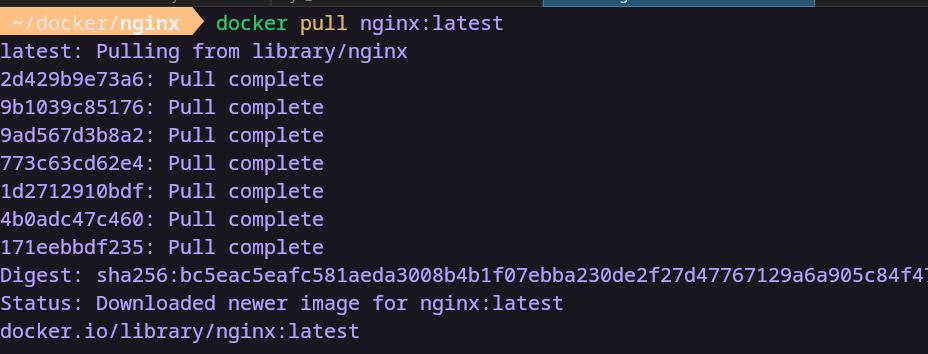 ~/docker/nginx docker pull nginx:latest
latest: Pulling from library/nginx
2d429b9e73a6: Pull complete
9b1039c85176: Pull complete
9ad567d3b8a2: Pull complete
773c63cd62e4: Pull complete
1d2712910bdf: Pull complete
4b0adc47c460: Pull complete
171eebbdf235: Pull complete
Digest: sha256:bc5eac5eafc581aeda3008b4b1f07ebba230de2f27d47767129a6a905c84f47
Status: Downloaded newer image for nginx:latest
docker.io/library/nginx:latest